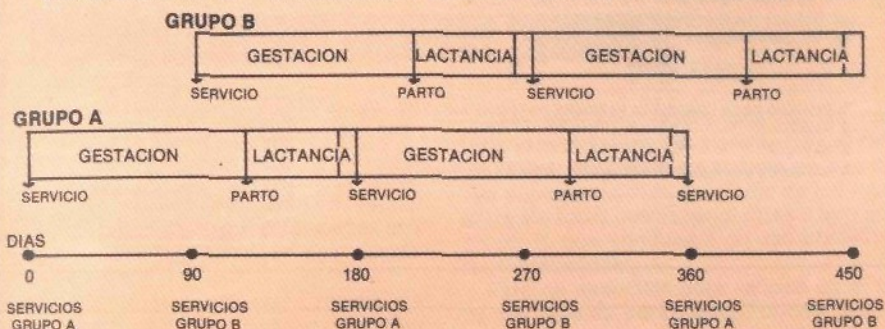 GRUPO B
GESTACION LACTANCIA GESTACION LACTANCIA
SERVICIO PARTO SERVICIO PARTO
GRUPO A
GESTACION LACTANCIA GESTACION LACTANCIA
SERVICIO PARTO SERVICIO PARTO SERVICIO
DIAS
0 90 180 270 360 450
SERVICIOS SERVICIOS SERVICIOS SERVICIOS SERVICIOS SERVICIOS
GRUPO A GRUPO B GRUPO A GRUPO B GRUPO A GRUPO B